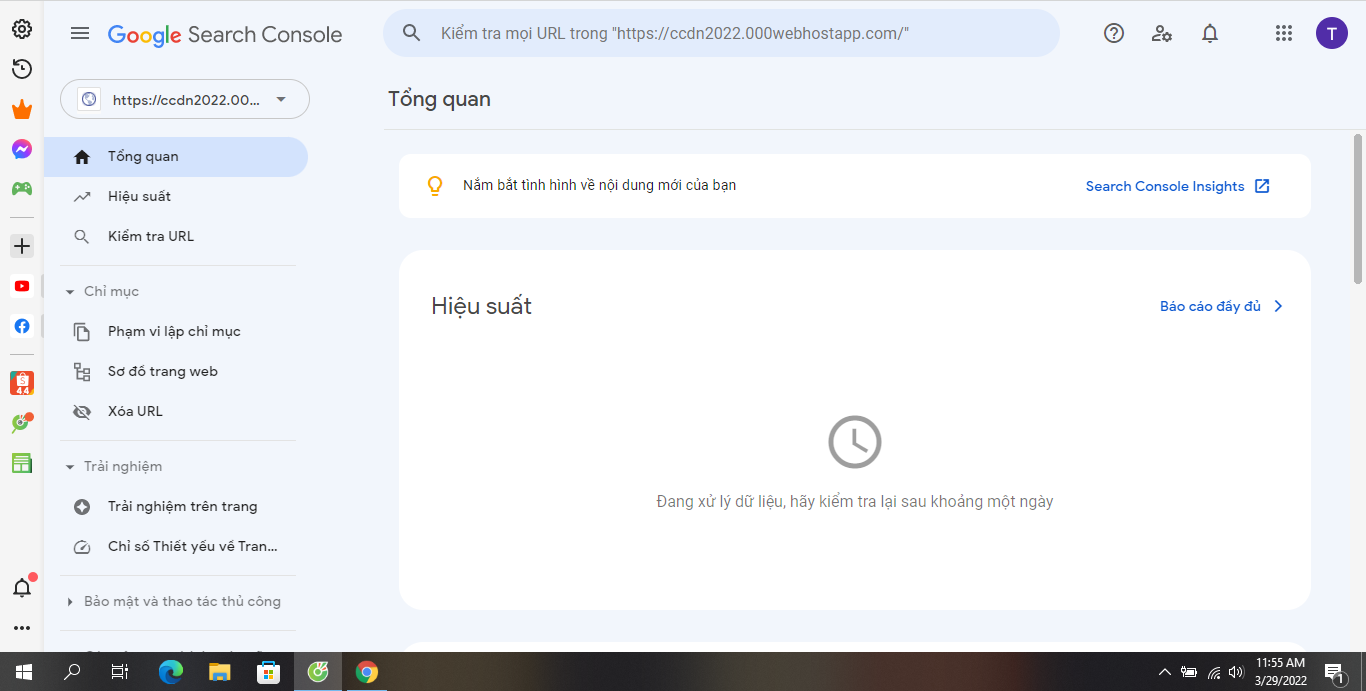 Google Search Console
Kiểm tra mọi URL trong "https://ccdn2022.000webhostapp.com/"
T
https://ccdn2022.00...
Tổng quan
Tổng quan
Hiệu suất
Kiểm tra URL
Chỉ mục
Phạm vi lập chỉ mục
Sơ đồ trang web
Xóa URL
Trải nghiệm
Trải nghiệm trên trang
Chỉ số Thiết yếu về Tran...
Bảo mật và thao tác thủ công
Nắm bắt tình hình về nội dung mới của bạn
Search Console Insights
Hiệu suất
Báo cáo đầy đủ
Đang xử lý dữ liệu, hãy kiểm tra lại sau khoảng một ngày
S
4.4
11:55 AM
3/29/2022
1